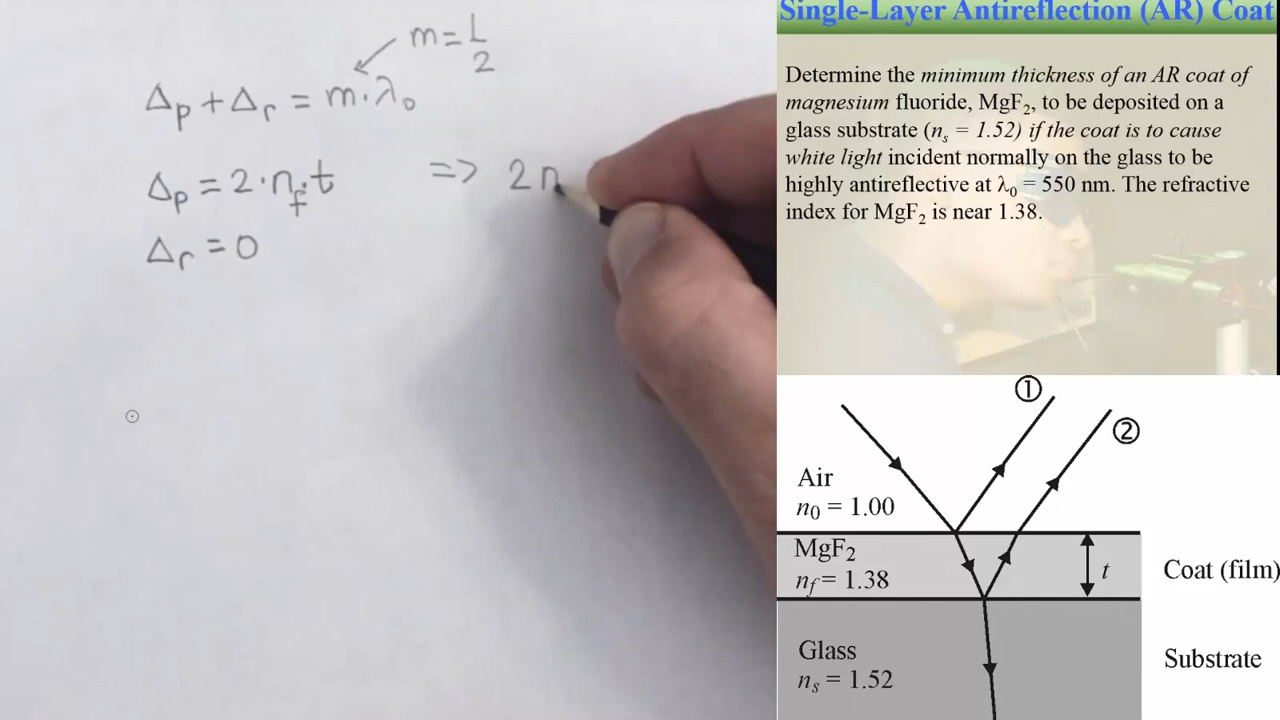 m = 1/2
Δp + Δr = m·λ₀
Δp = 2·nf·t => 2n
Δr = 0
Single-Layer Antireflection (AR) Coat
Determine the minimum thickness of an AR coat of
magnesium fluoride, MgF₂, to be deposited on a
glass substrate (nₛ = 1.52) if the coat is to cause
white light incident normally on the glass to be
highly antireflective at λ₀ = 550 nm. The refractive
index for MgF₂ is near 1.38.
①
②
Air
n₀ = 1.00
MgF₂
nf = 1.38
t
Coat (film)
Glass
nₛ = 1.52
Substrate